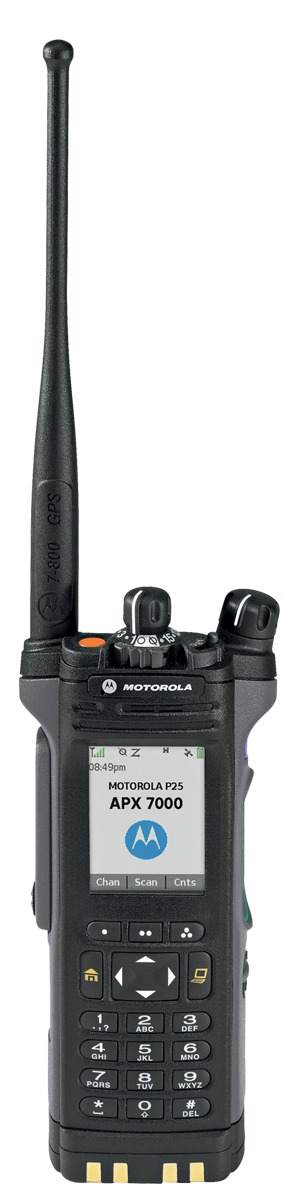 7-800 GPS
MOTOROLA
08:49pm
MOTOROLA P25
APX 7000
Chan Scan Cnts
1 2 ABC 3 DEF
4 GHI 5 JKL 6 MNO
7 PQRS 8 TUV 9 WXYZ
* 0 # DEL